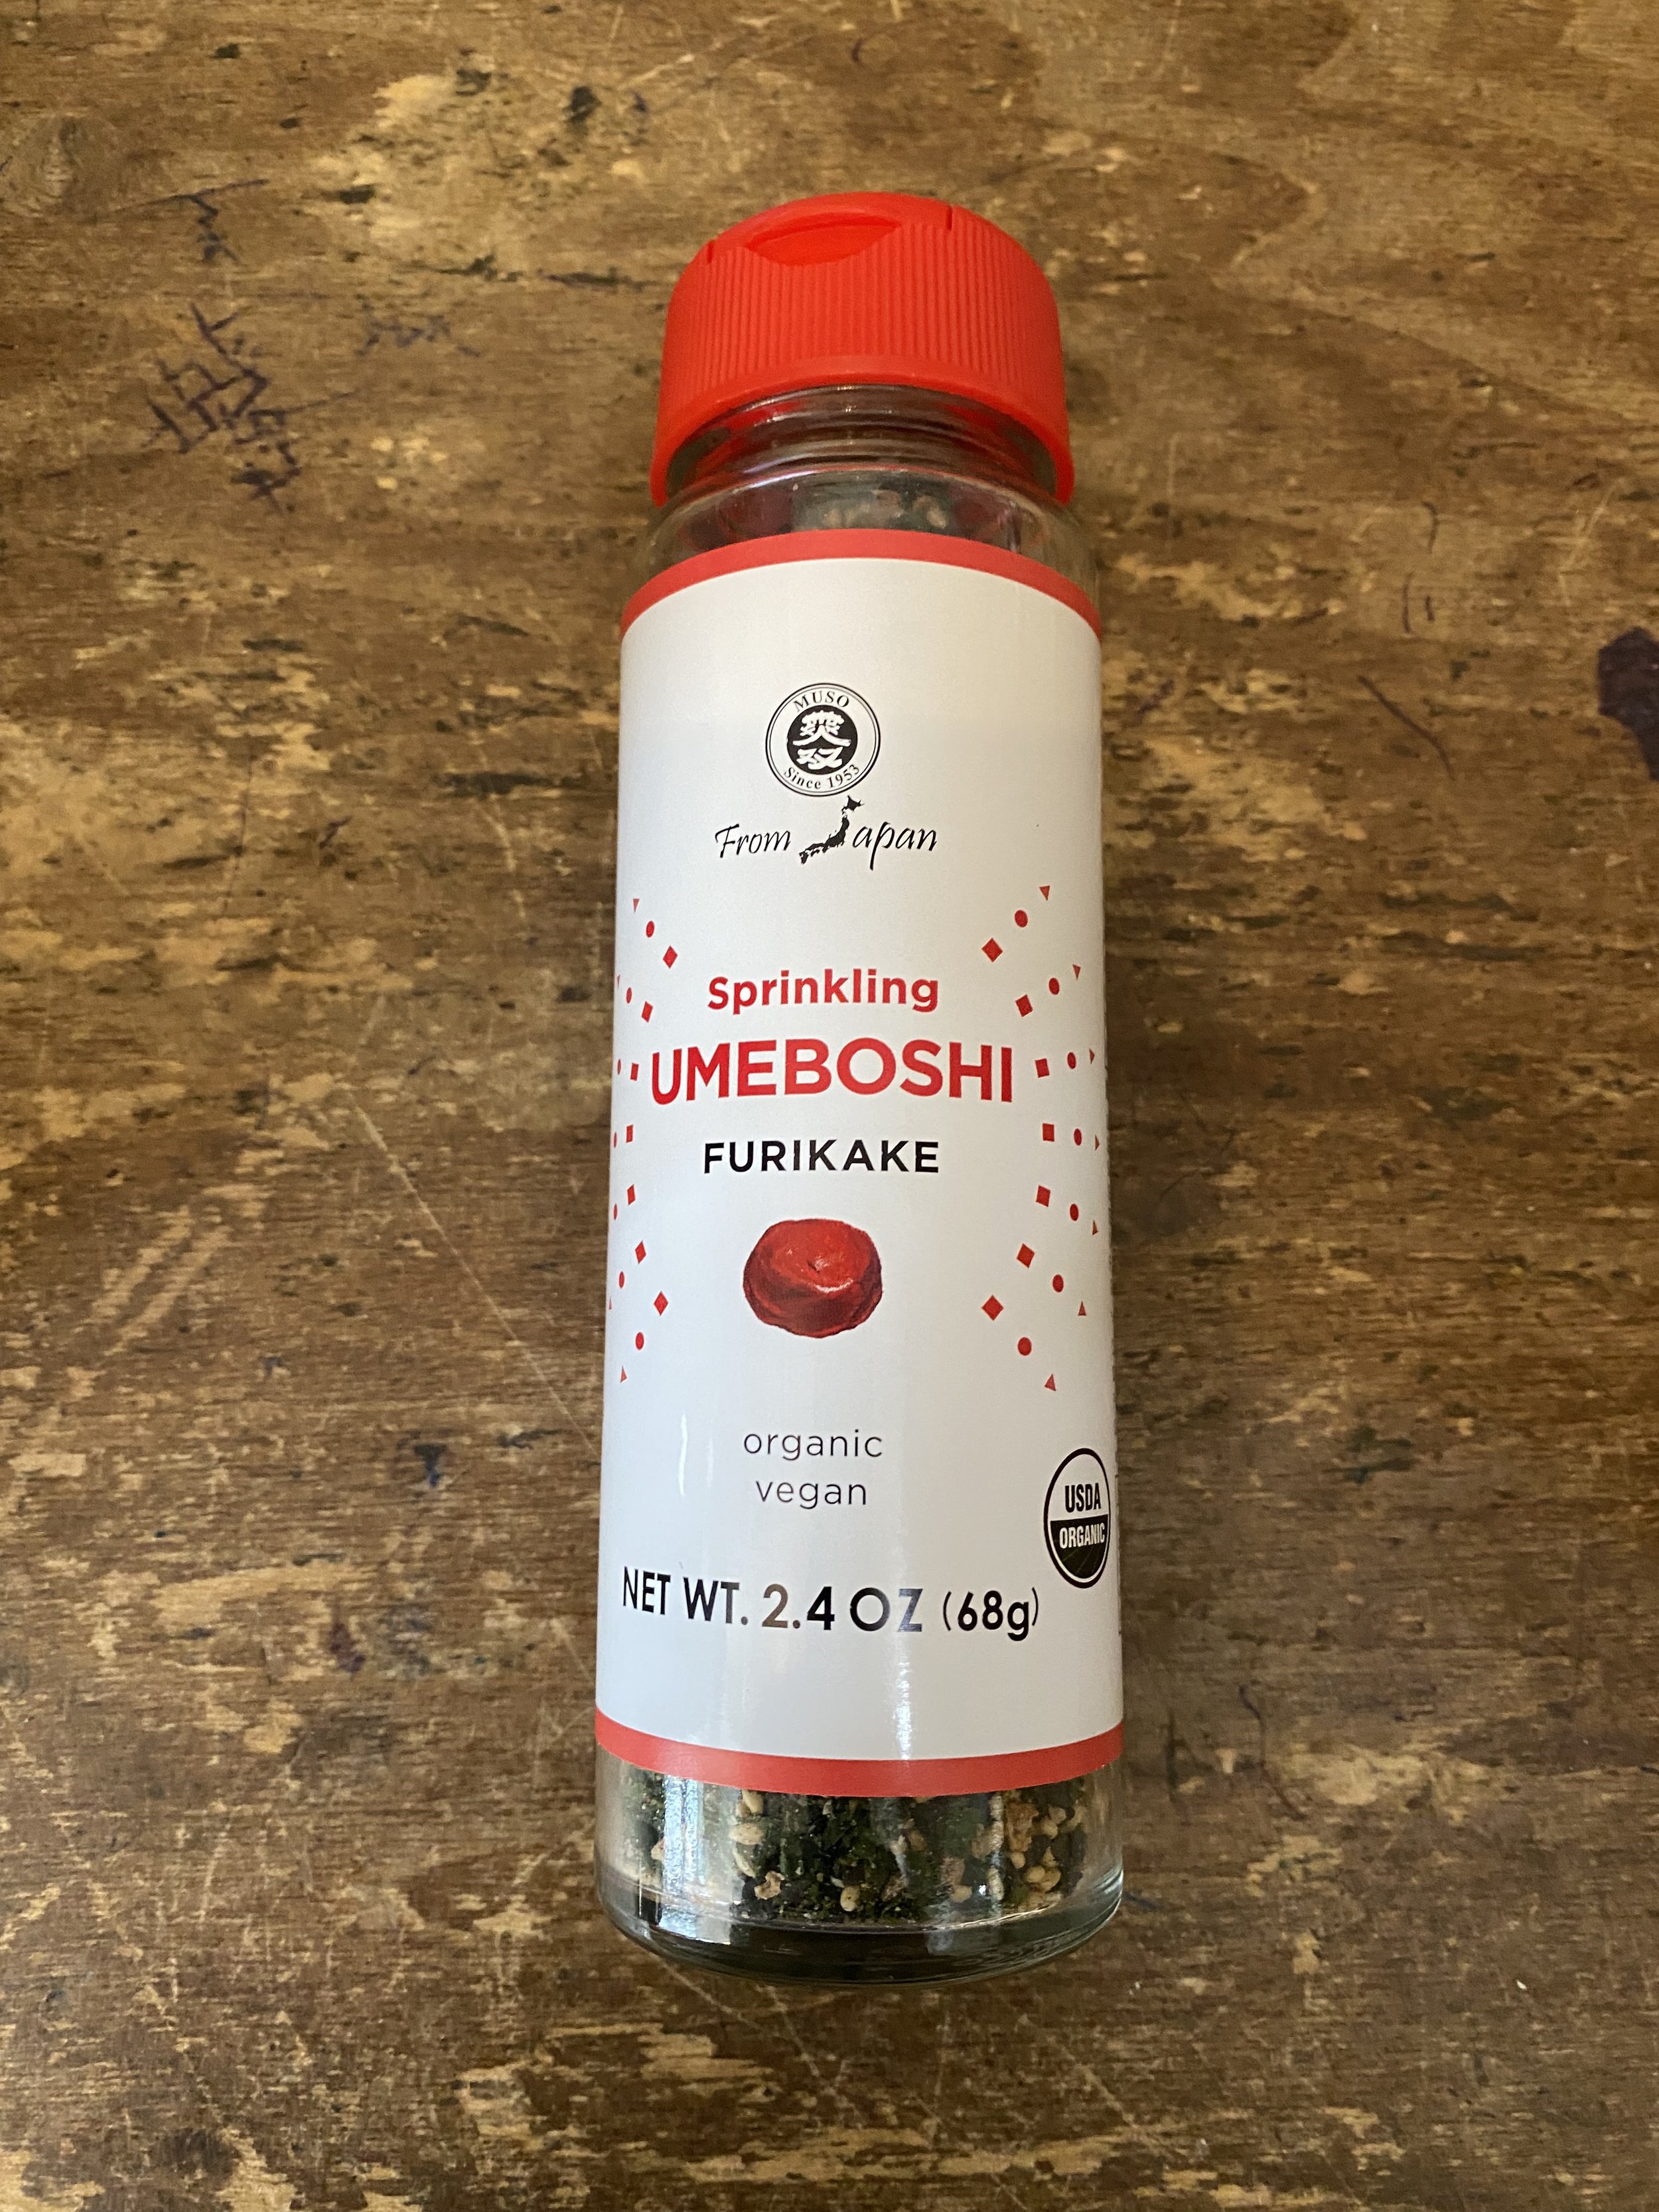 MUSO
Since 1953
From Japan
Sprinkling
UMEBOSHI
FURIKAKE
organic
vegan
USDA
ORGANIC
NET WT. 2.4 OZ (68g)